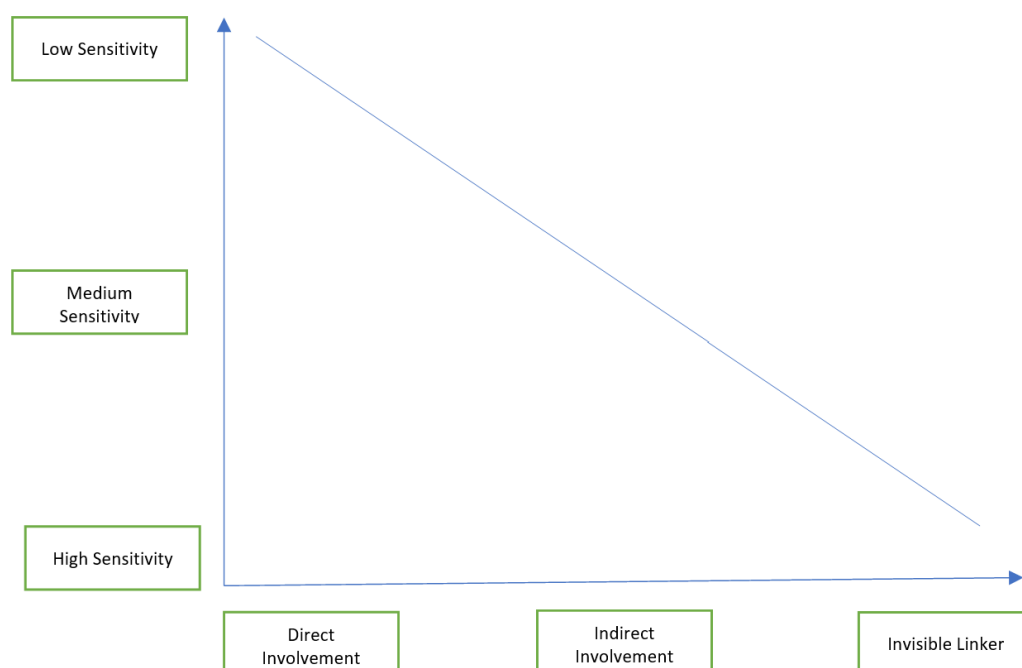 Low Sensitivity
Medium
Sensitivity
High Sensitivity
Direct
Involvement
Indirect
Involvement
Invisible Linker